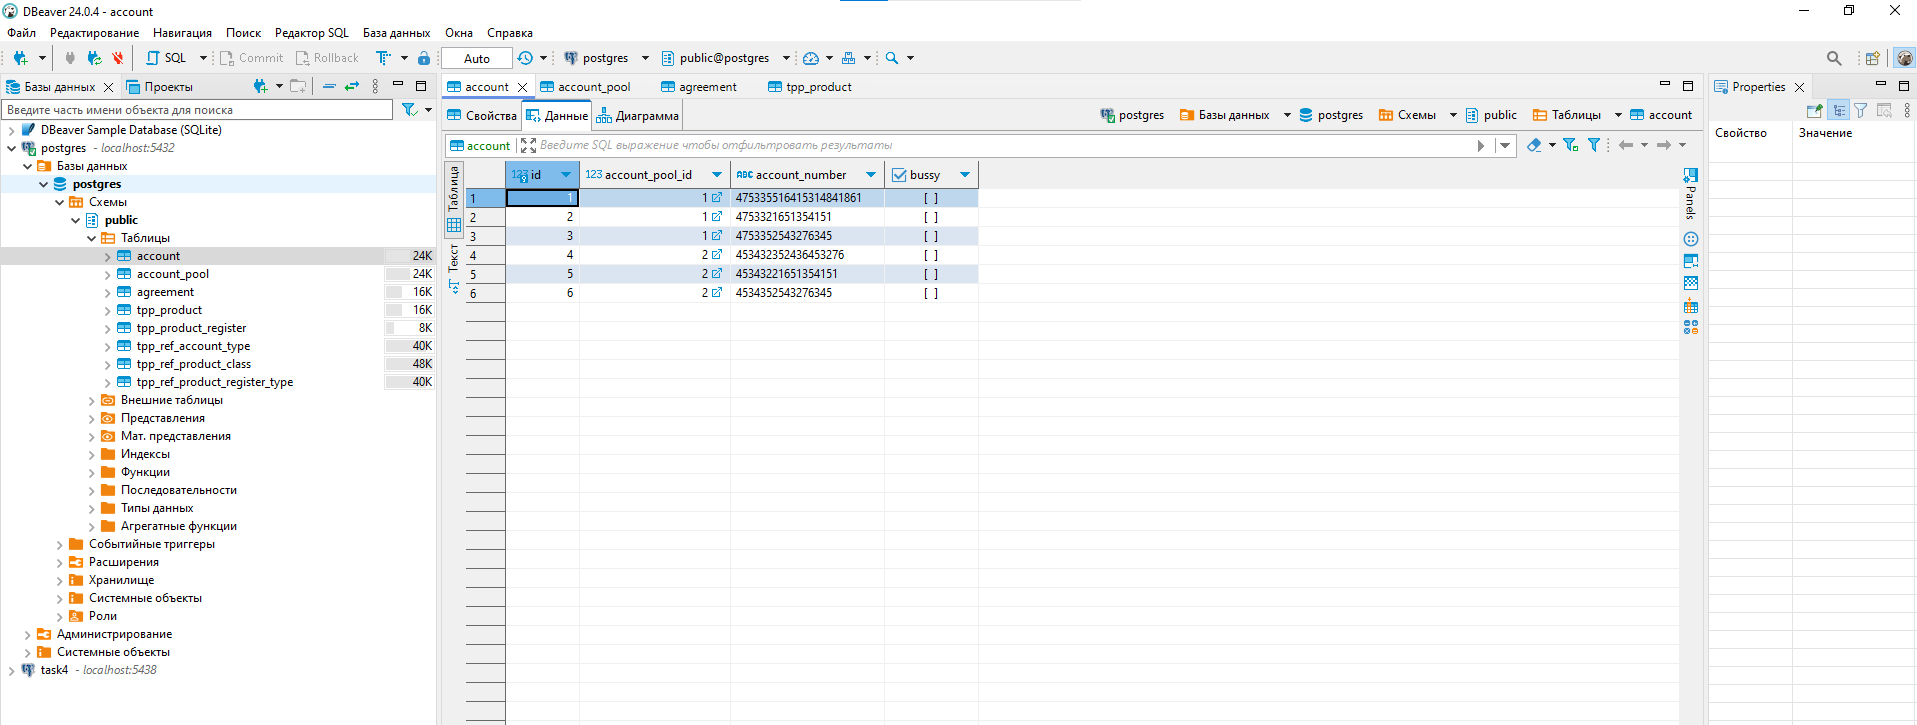 DBeaver 24.0.4 - account
Файл Редактирование Навигация Поиск Редактор SQL База данных Окна Справка
SQL Commit Rollback Auto postgres public@postgres
Базы данных Проекты
Введите часть имени объекта для поиска
DBeaver Sample Database (SQLite)
postgres - localhost:5432
Базы данных
postgres
Схемы
public
Таблицы
account 24K
account_pool 24K
agreement 16K
tpp_product 16K
tpp_product_register 8K
tpp_ref_account_type 40K
tpp_ref_product_class 48K
tpp_ref_product_register_type 40K
Внешние таблицы
Представления
Мат. представления
Индексы
Функции
Последовательности
Типы данных
Агрегатные функции
Событийные триггеры
Расширения
Хранилище
Системные объекты
Роли
Администрирование
Системные объекты
task4 - localhost:5438
account account_pool agreement tpp_product
Свойства Данные Диаграмма
postgres Базы данных postgres Схемы public Таблицы account
account Введите SQL выражение чтобы отфильтровать результаты
Таблица
Текст
123 id 123 account_pool_id ABC account_number bussy
1 1 1 475335516415314841861 [ ]
2 2 1 4753321651354151 [ ]
3 3 1 4753352543276345 [ ]
4 4 2 453432352436453276 [ ]
5 5 2 45343221651354151 [ ]
6 6 2 4534352543276345 [ ]
Panels
Properties
Свойство Значение